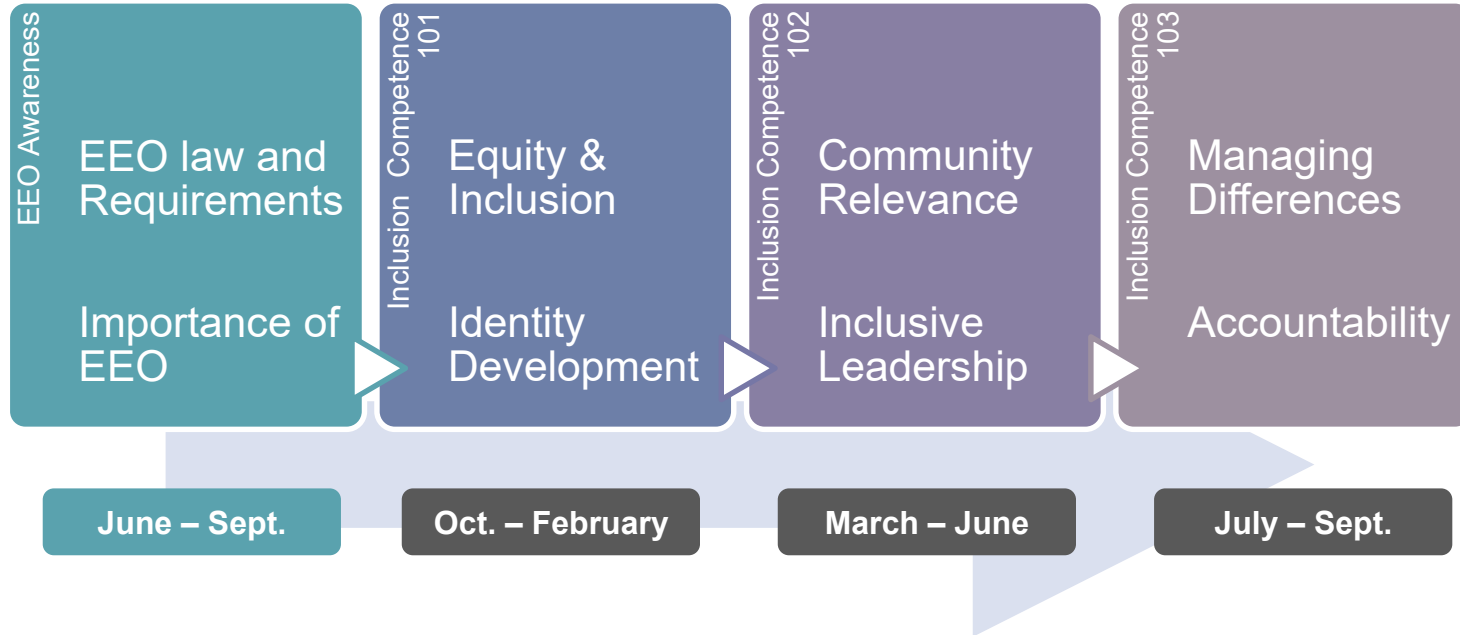 EEO Awareness
EEO law and
Requirements
Importance of
EEO
Inclusion Competence
101
Equity &
Inclusion
Identity
Development
Inclusion Competence
102
Community
Relevance
Inclusive
Leadership
Inclusion Competence
103
Managing
Differences
Accountability
June – Sept.
Oct. – February
March – June
July – Sept.